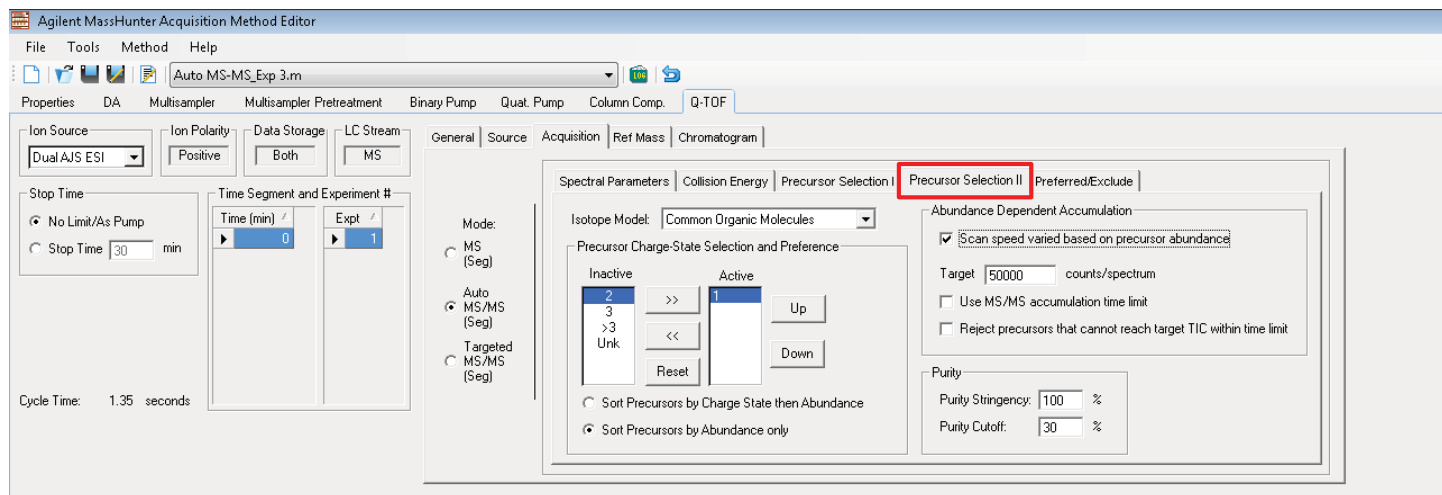 Agilent MassHunter Acquisition Method Editor
File Tools Method Help
Auto MS-MS_Exp 3.m
Properties DA Multisampler Multisampler Pretreatment Binary Pump Quat. Pump Column Comp. Q-TOF
Ion Source Ion Polarity Data Storage LC Stream
Dual AJS ESI Positive Both MS
General Source Acquisition Ref Mass Chromatogram
Stop Time
No Limit/As Pump
Stop Time 30 min
Time Segment and Experiment #
Time (min) Expt
0 1
Cycle Time: 1.35 seconds
Mode:
MS
(Seg)
Auto
MS/MS
(Seg)
Targeted
MS/MS
(Seg)
Spectral Parameters Collision Energy Precursor Selection I Precursor Selection II Preferred/Exclude
Isotope Model: Common Organic Molecules
Precursor Charge-State Selection and Preference
Inactive Active
2 >> 1 Up
3
>3
Unk << Down
Reset
Sort Precursors by Charge State then Abundance
Sort Precursors by Abundance only
Abundance Dependent Accumulation
Scan speed varied based on precursor abundance
Target 50000 counts/spectrum
Use MS/MS accumulation time limit
Reject precursors that cannot reach target TIC within time limit
Purity
Purity Stringency: 100 %
Purity Cutoff: 30 %